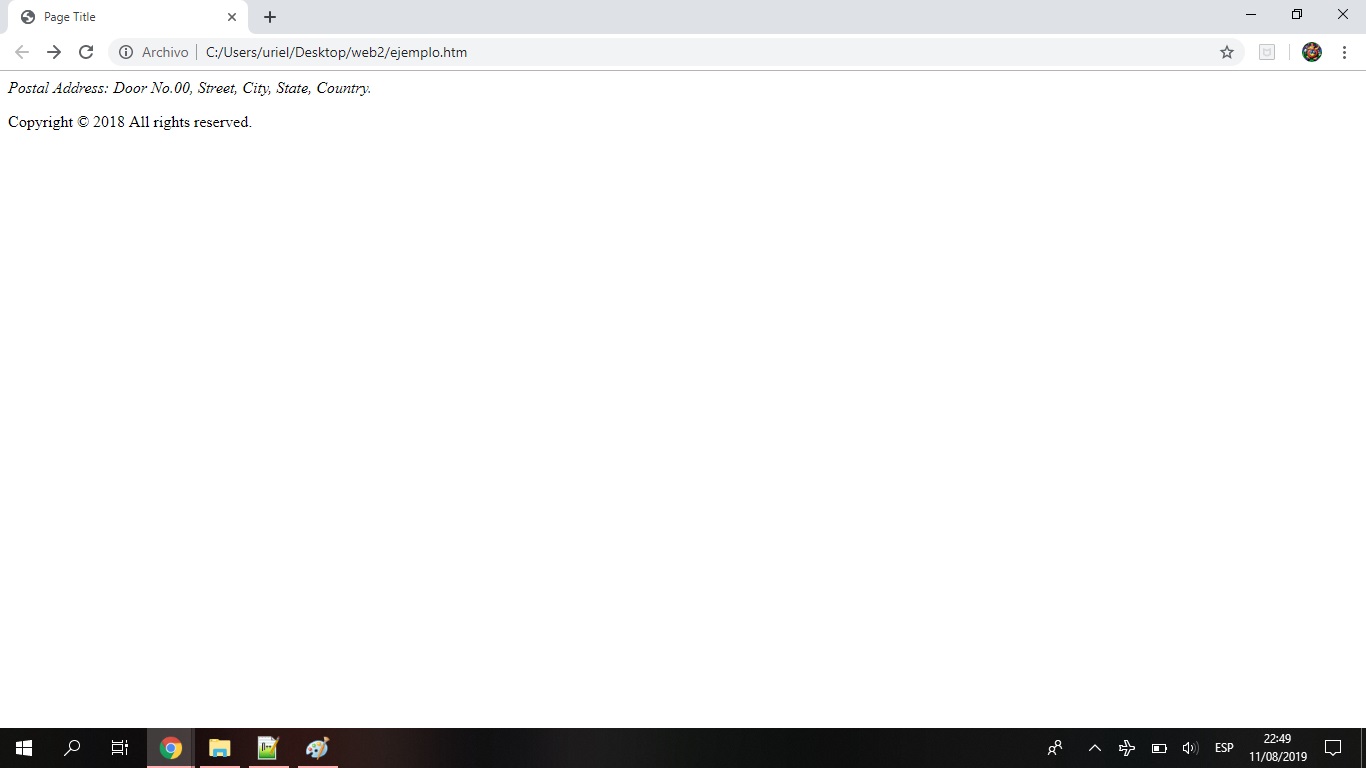 Page Title
Archivo C:/Users/uriel/Desktop/web2/ejemplo.htm
Postal Address: Door No.00, Street, City, State, Country.
Copyright © 2018 All rights reserved.
ESP
22:49
11/08/2019